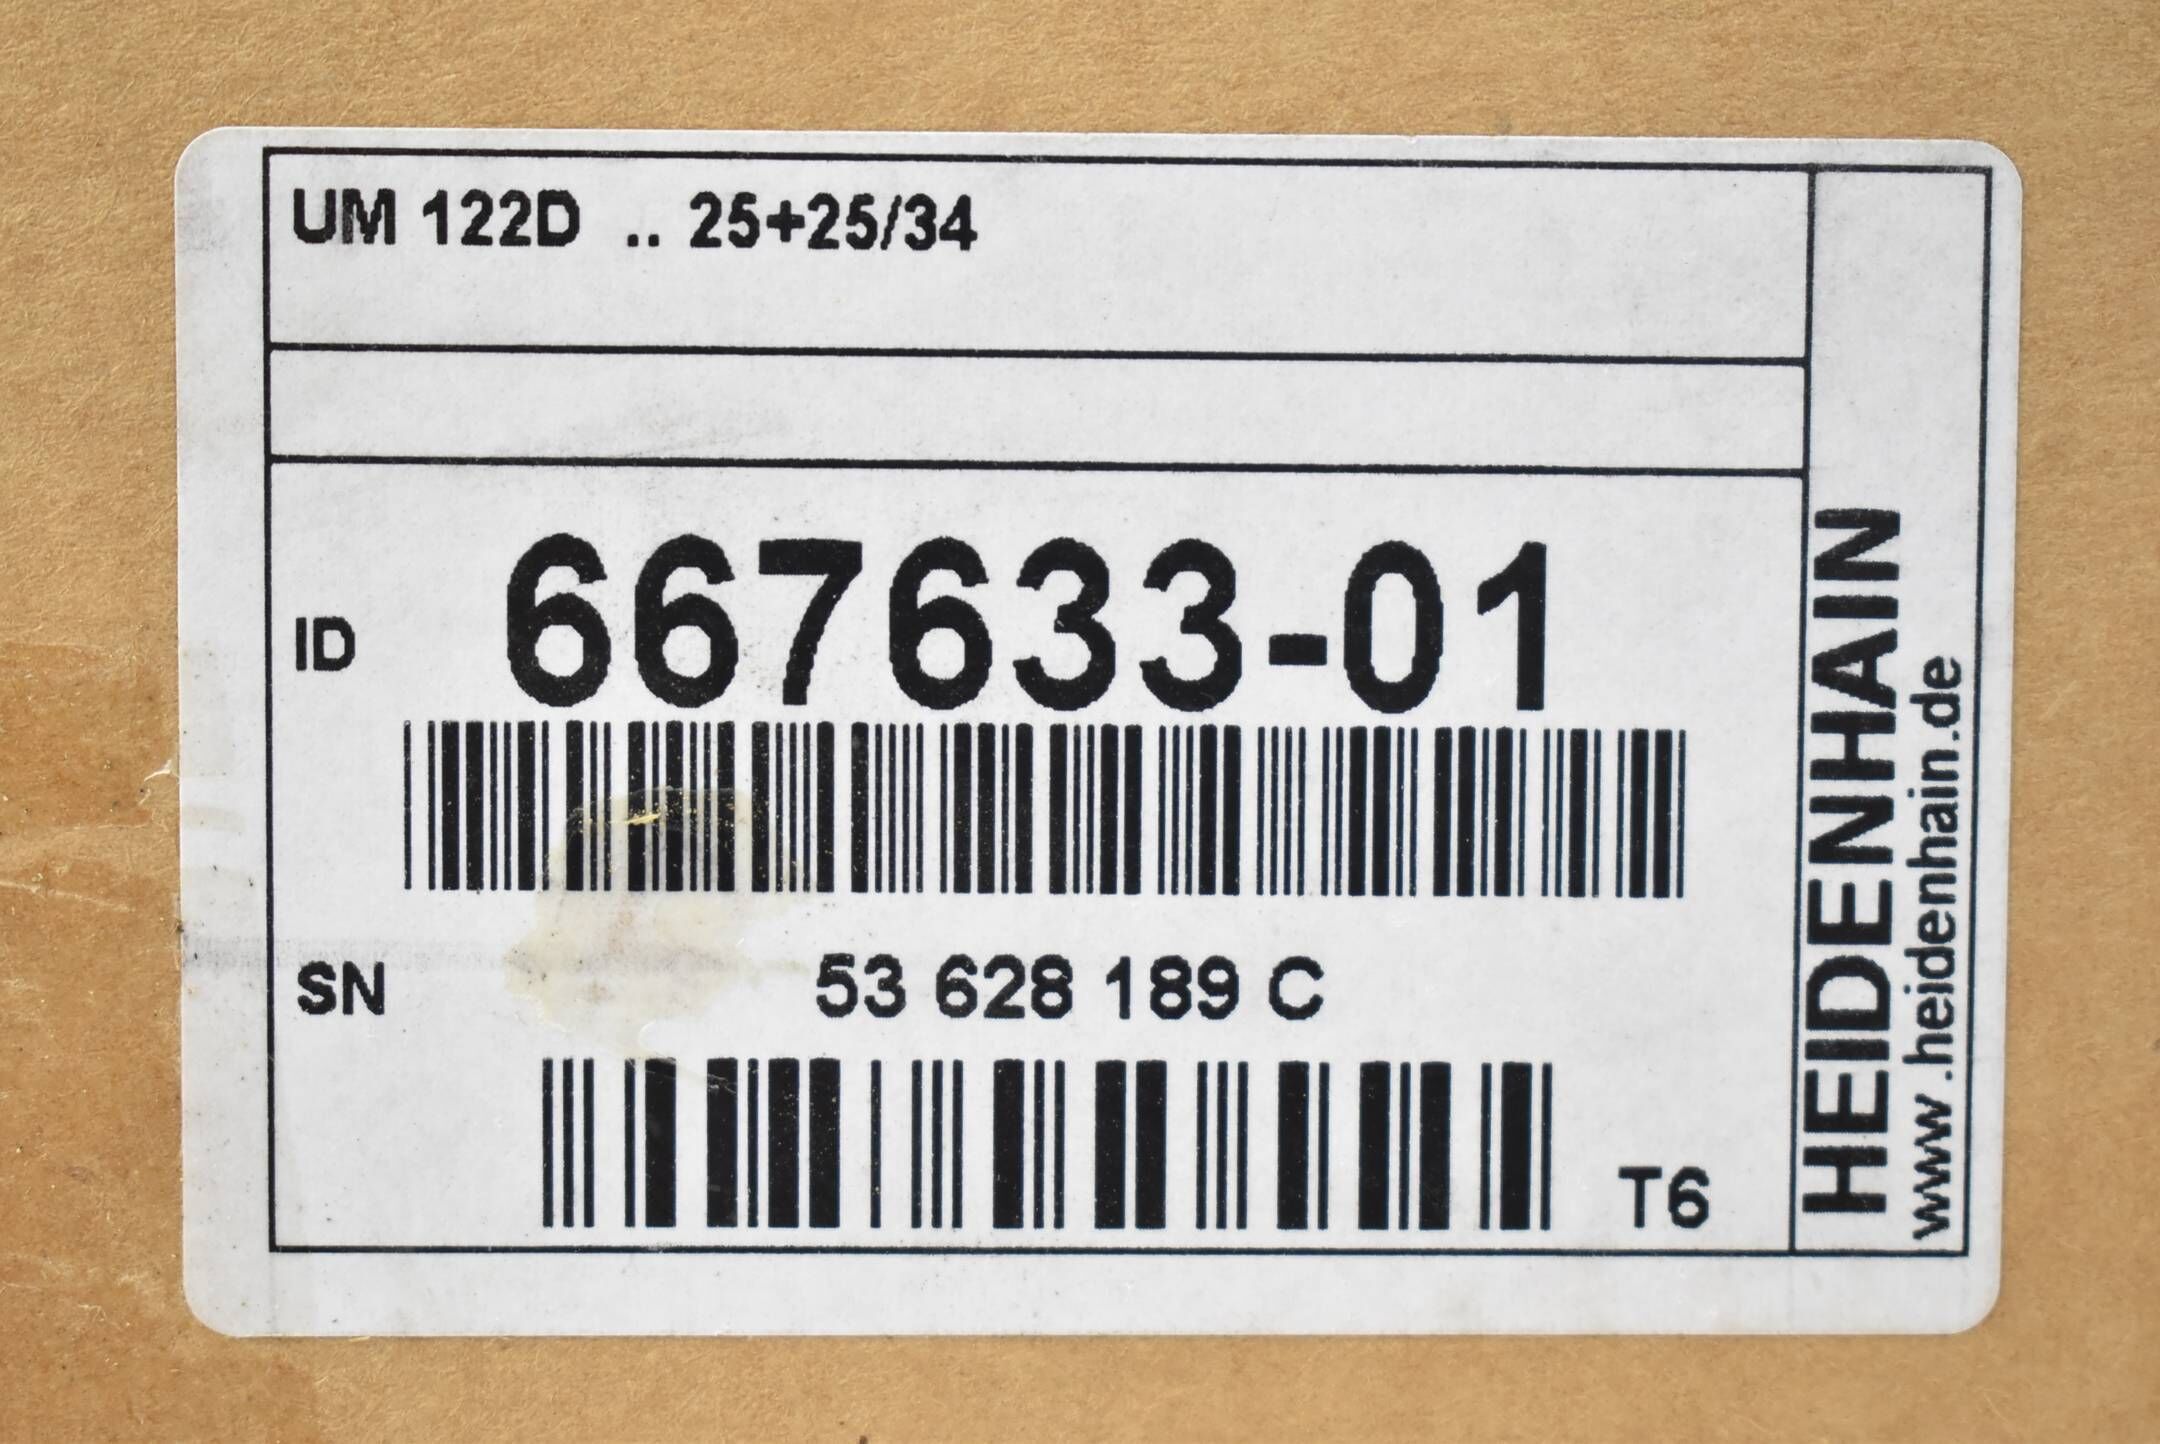 UM 122D .. 25+25/34
ID 667633-01
SN 53 628 189 C
T6
HEIDENHAIN
www.heidenhain.de